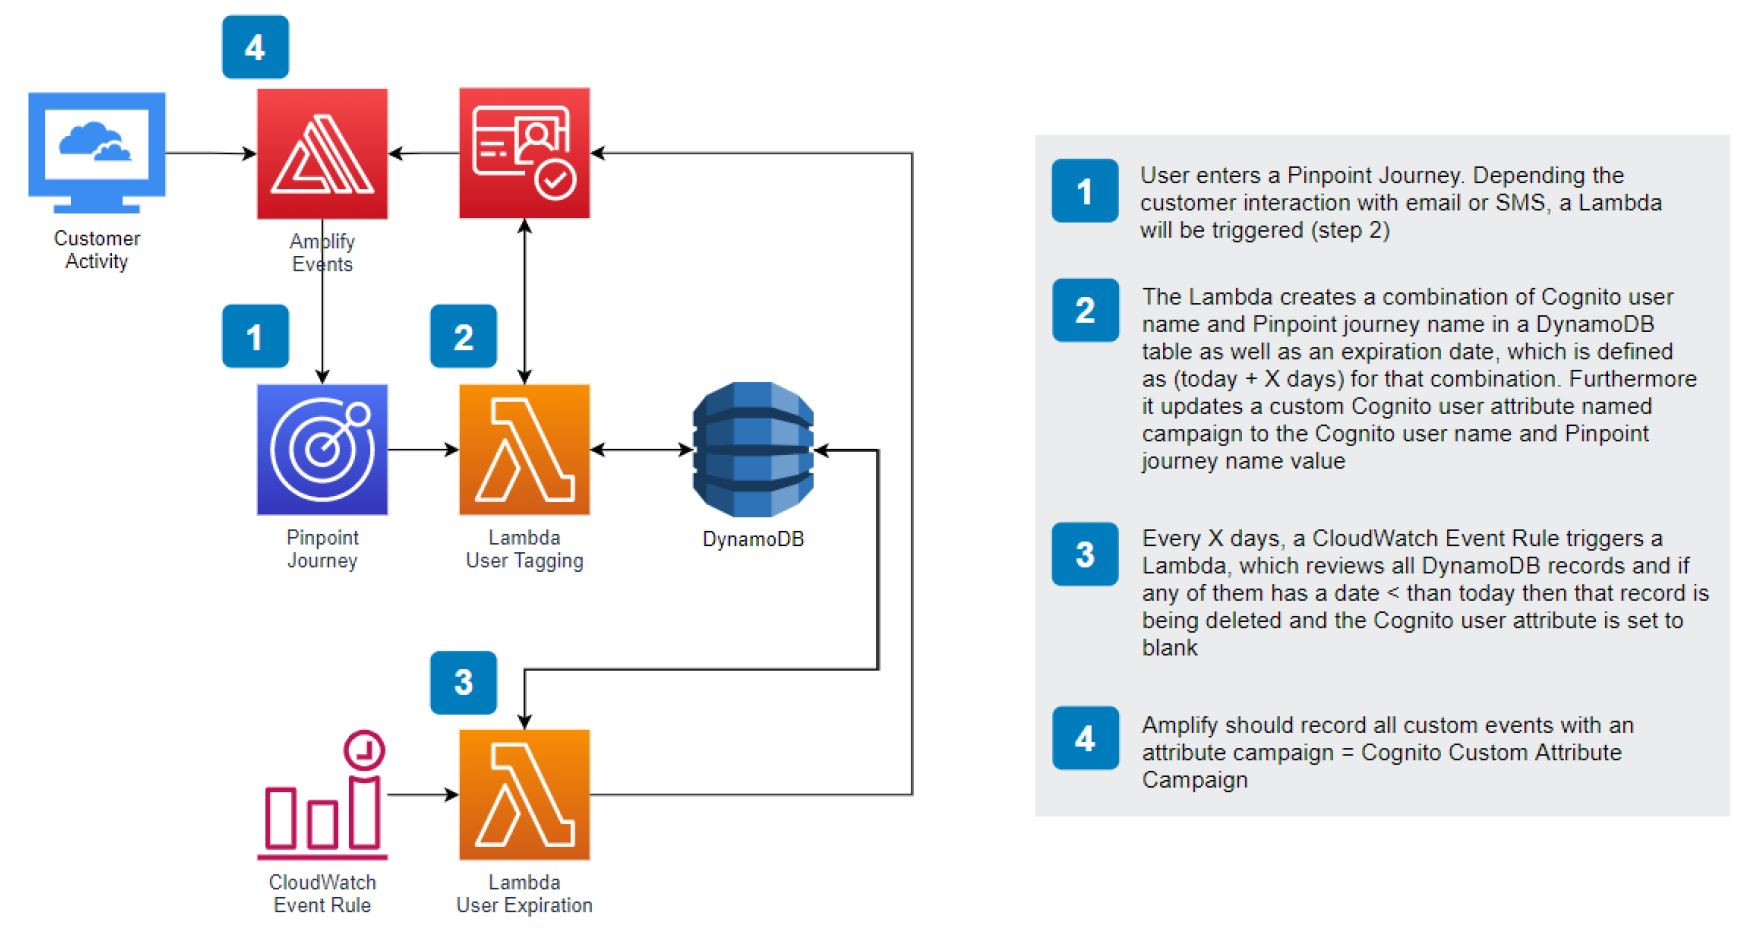 4
Customer
Activity
Amplify
Events
1
2
Pinpoint
Journey
Lambda
User Tagging
DynamoDB
3
CloudWatch
Event Rule
Lambda
User Expiration
1
User enters a Pinpoint Journey. Depending the
customer interaction with email or SMS, a Lambda
will be triggered (step 2)
2
The Lambda creates a combination of Cognito user
name and Pinpoint journey name in a DynamoDB
table as well as an expiration date, which is defined
as (today + X days) for that combination. Furthermore
it updates a custom Cognito user attribute named
campaign to the Cognito user name and Pinpoint
journey name value
3
Every X days, a CloudWatch Event Rule triggers a
Lambda, which reviews all DynamoDB records and if
any of them has a date < than today then that record is
being deleted and the Cognito user attribute is set to
blank
4
Amplify should record all custom events with an
attribute campaign = Cognito Custom Attribute
Campaign